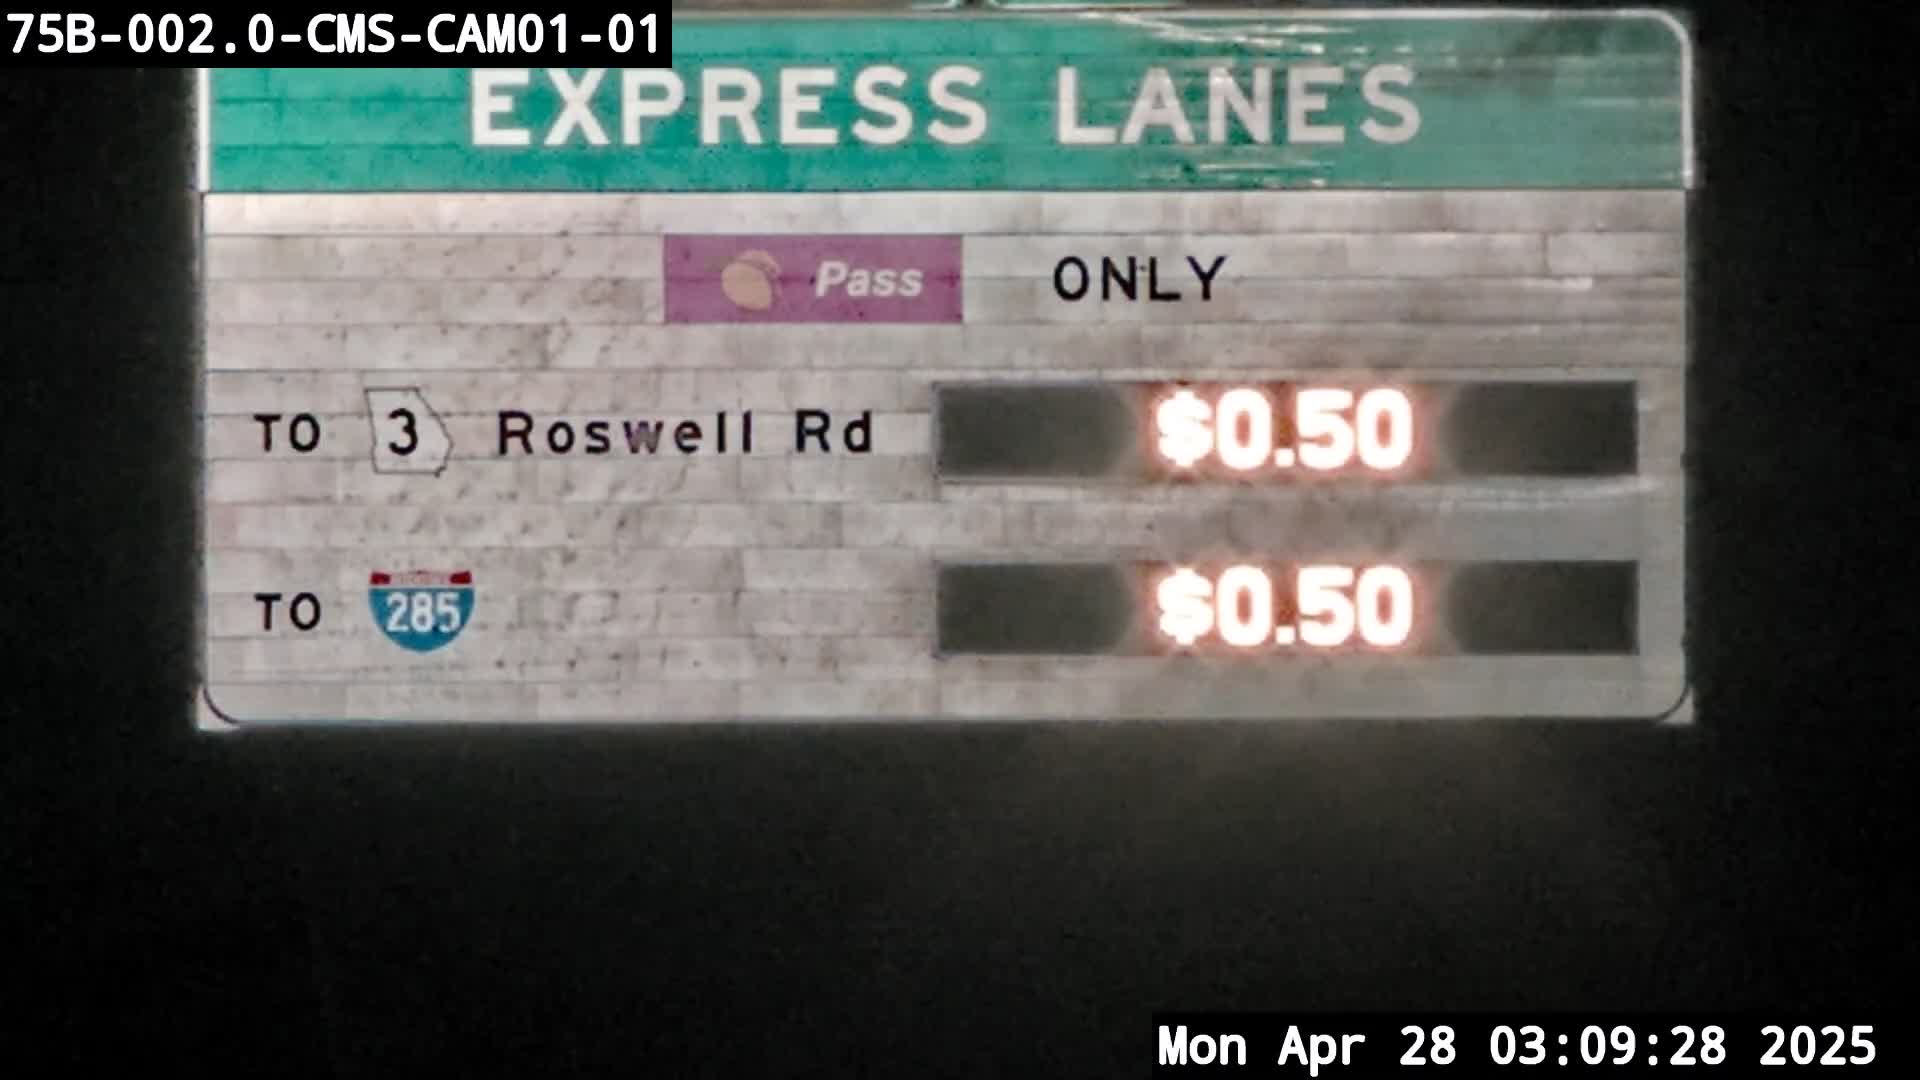 75B-002.0-CMS-CAM01-01
EXPRESS LANES
Pass ONLY
TO 3 Roswell Rd $0.50
TO 285 $0.50
Mon Apr 28 03:09:28 2025